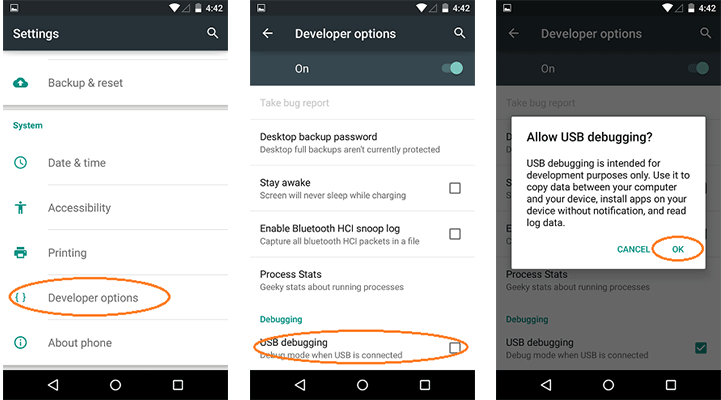 4:42
Settings
Backup & reset
System
Date & time
Accessibility
Printing
{ } Developer options
About phone
4:42
Developer options
On
Take bug report
Desktop backup password
Desktop full backups aren't currently protected
Stay awake
Screen will never sleep while charging
Enable Bluetooth HCI snoop log
Capture all bluetooth HCI packets in a file
Process Stats
Geeky stats about running processes
Debugging
USB debugging
Debug mode when USB is connected
4:42
Developer options
On
Take bug report
Allow USB debugging?
USB debugging is intended for
development purposes only. Use it to
copy data between your computer
and your device, install apps on your
device without notification, and read
log data.
CANCEL OK
Process Stats
Geeky stats about running processes
Debugging
USB debugging
Debug mode when USB is connected